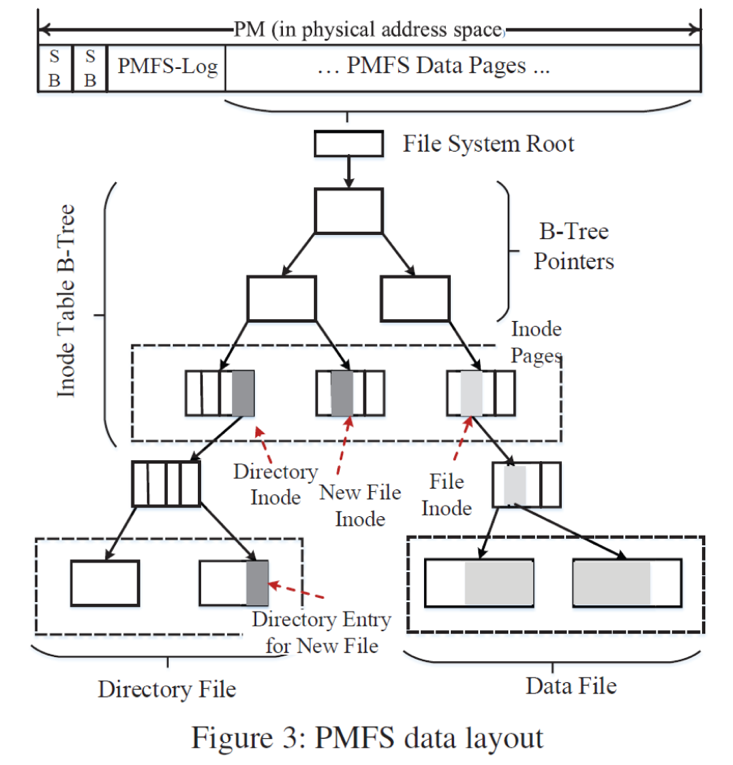 PM (in physical address space,
S
B
S
B
PMFS-Log
... PMFS Data Pages ...
File System Root
Inode Table B-Tree
B-Tree
Pointers
Inode
Pages
Directory
Inode
New File
Inode
File
Inode
Directory Entry
for New File
Directory File
Data File
Figure 3: PMFS data layout